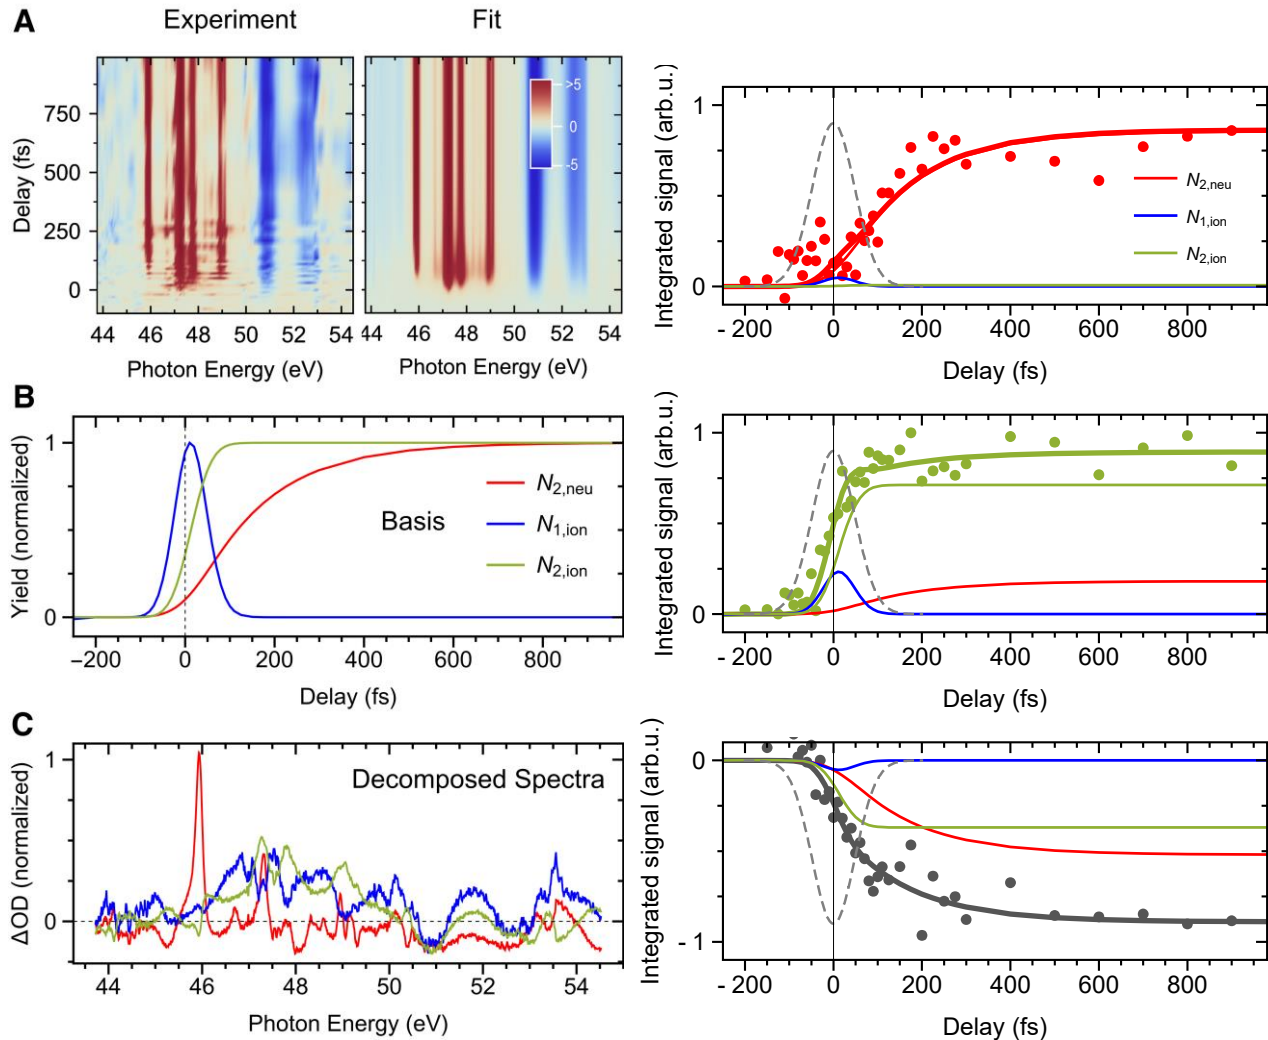 A
Experiment
Fit
Delay (fs)
750
500
250
0
>5
0
-5
44 46 48 50 52 54
44 46 48 50 52 54
Photon Energy (eV)
Photon Energy (eV)
Integrated signal (arb.u.)
1
0
N2,neu
N1,ion
N2,ion
- 200 0 200 400 600 800
Delay (fs)
B
Yield (normalized)
1
0
Basis
N2,neu
N1,ion
N2,ion
−200 0 200 400 600 800
Delay (fs)
Integrated signal (arb.u.)
1
0
- 200 0 200 400 600 800
Delay (fs)
C
ΔOD (normalized)
1
0
Decomposed Spectra
44 46 48 50 52 54
Photon Energy (eV)
Integrated signal (arb.u.)
0
- 1
- 200 0 200 400 600 800
Delay (fs)